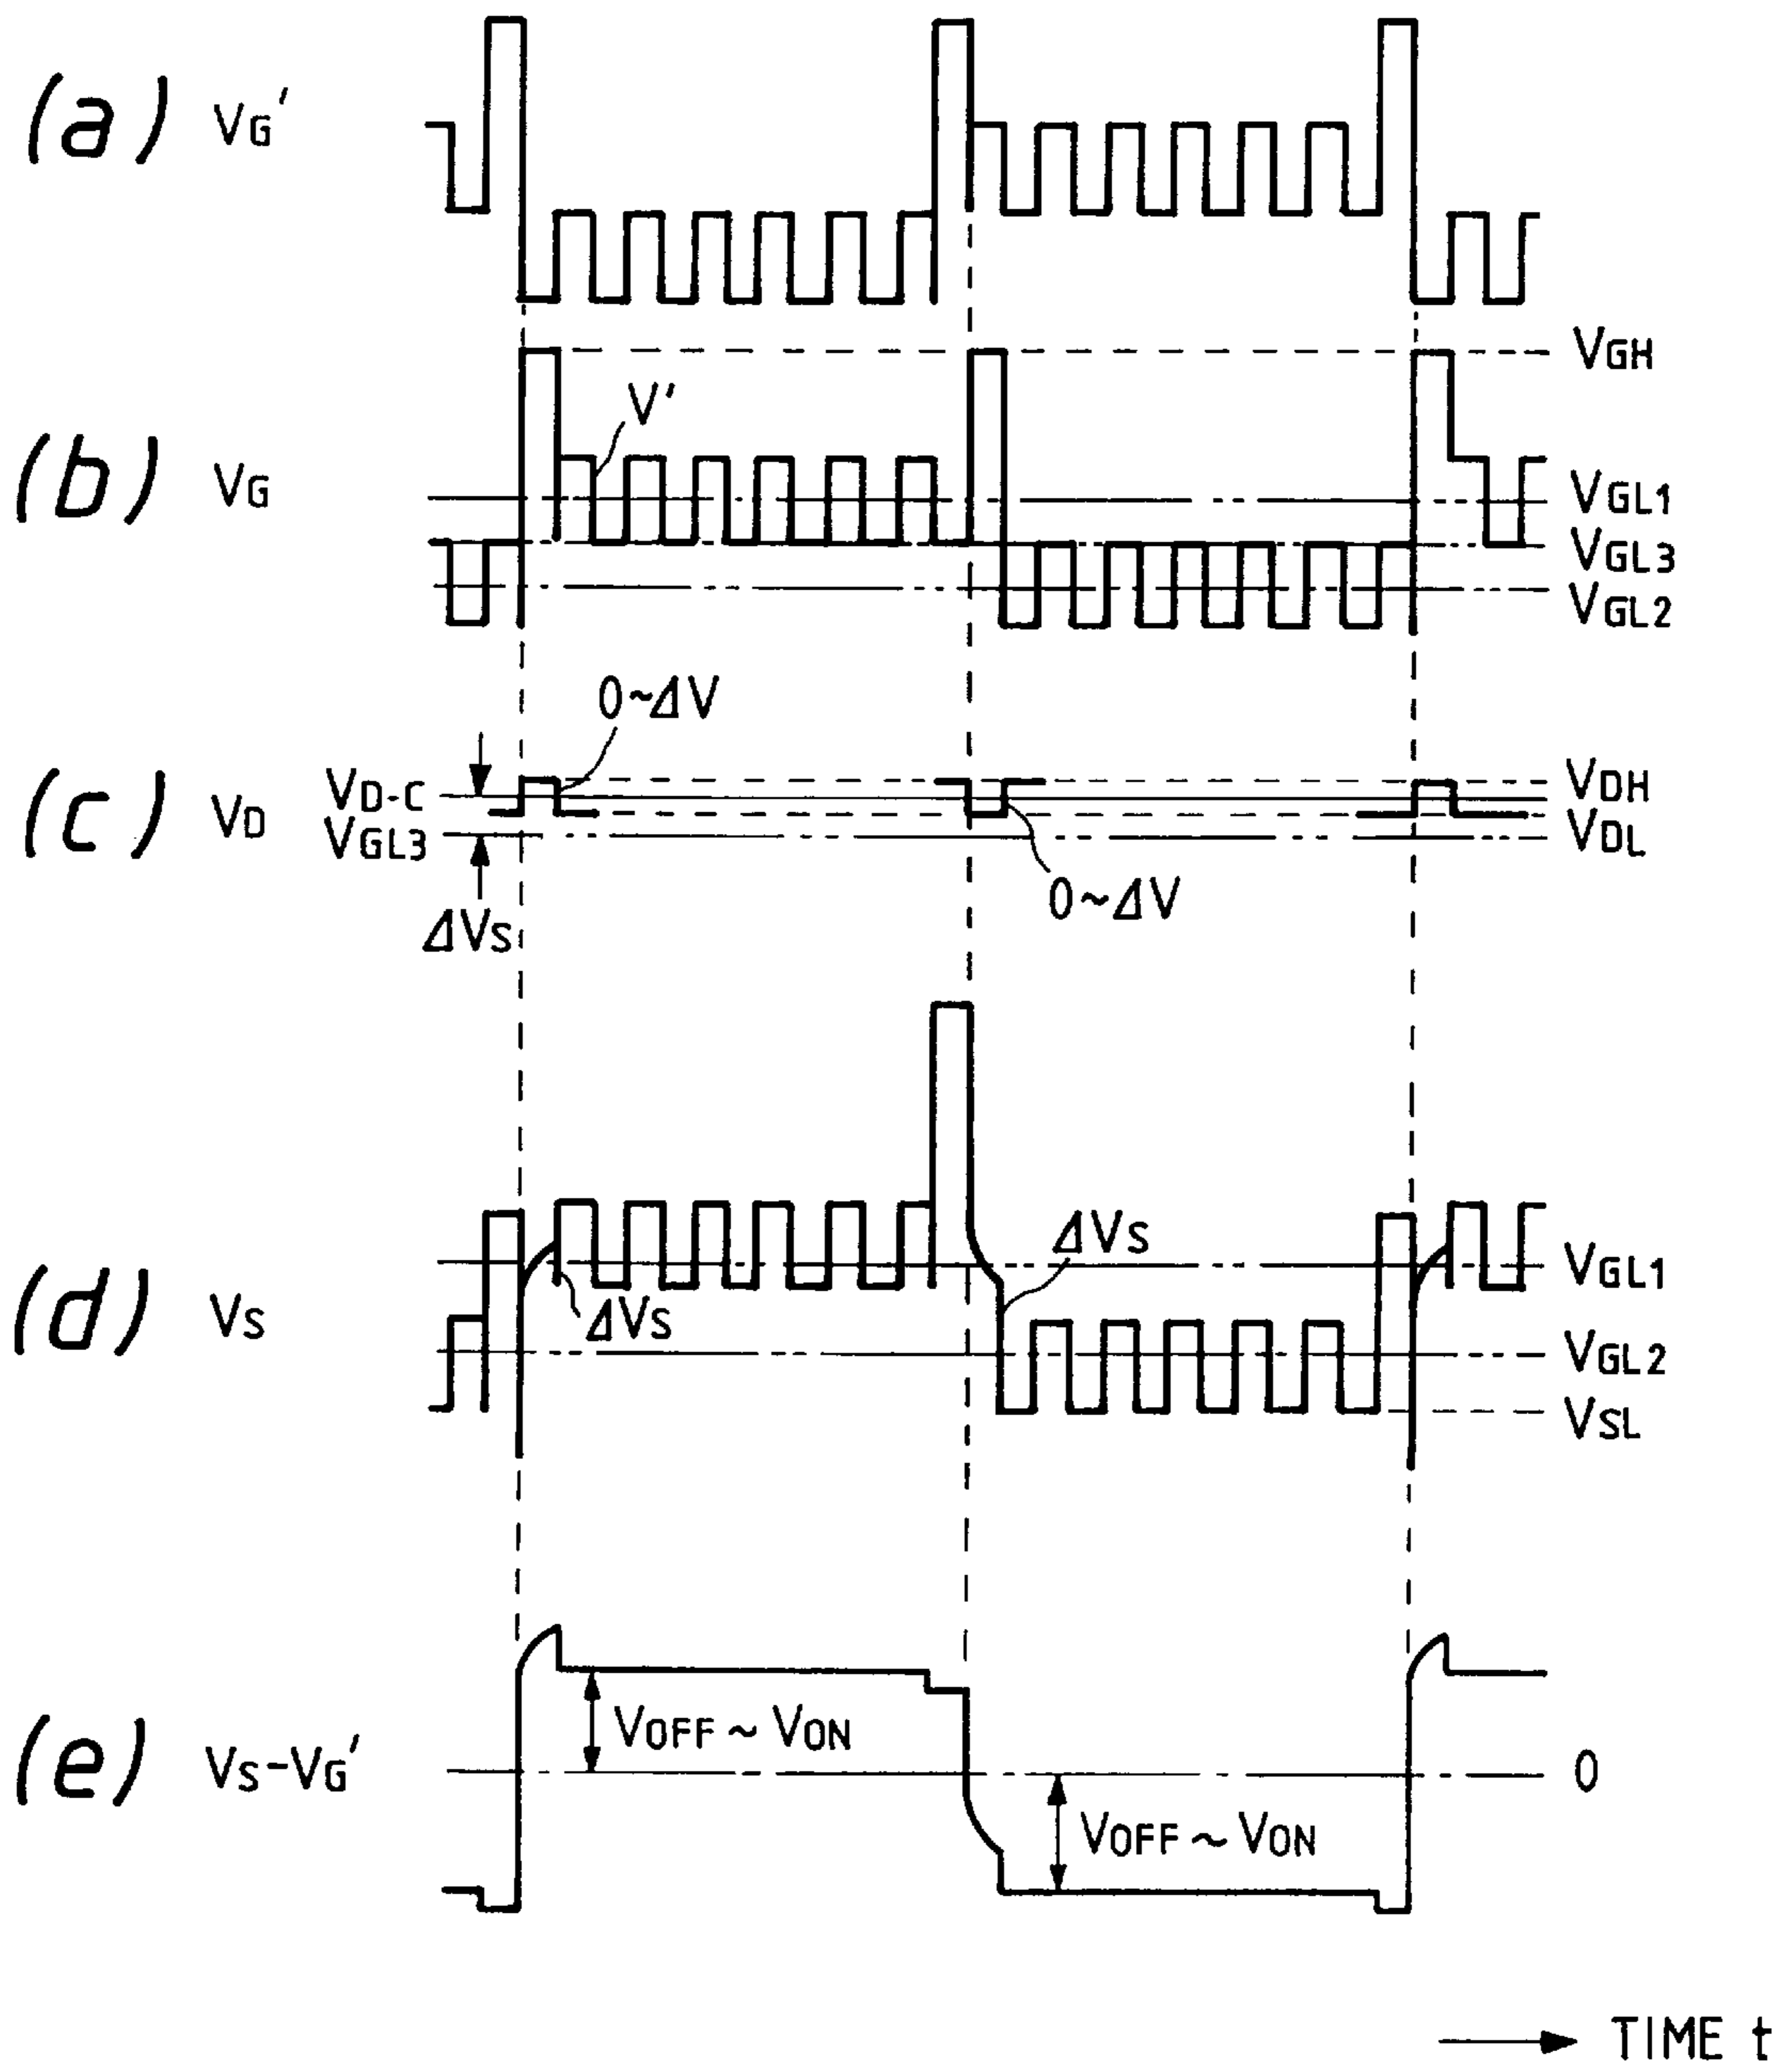 (a) VG'
VGH
(b) VG
V'
VGL1
VGL3
VGL2
(c) VD
0~ΔV
VD-C
VGL3
VDH
VDL
ΔVS
0~ΔV
(d) VS
ΔVS
ΔVS
VGL1
VGL2
VSL
(e) VS-VG'
VOFF~VON
0
VOFF~VON
TIME t